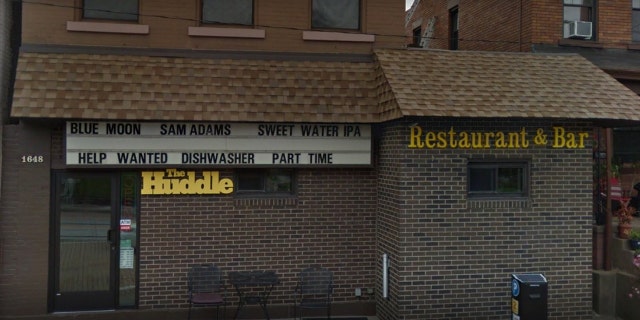 BLUE MOON SAM ADAMS SWEET WATER IPA
HELP WANTED DISHWASHER PART TIME
Restaurant & Bar
1648
The
Huddle